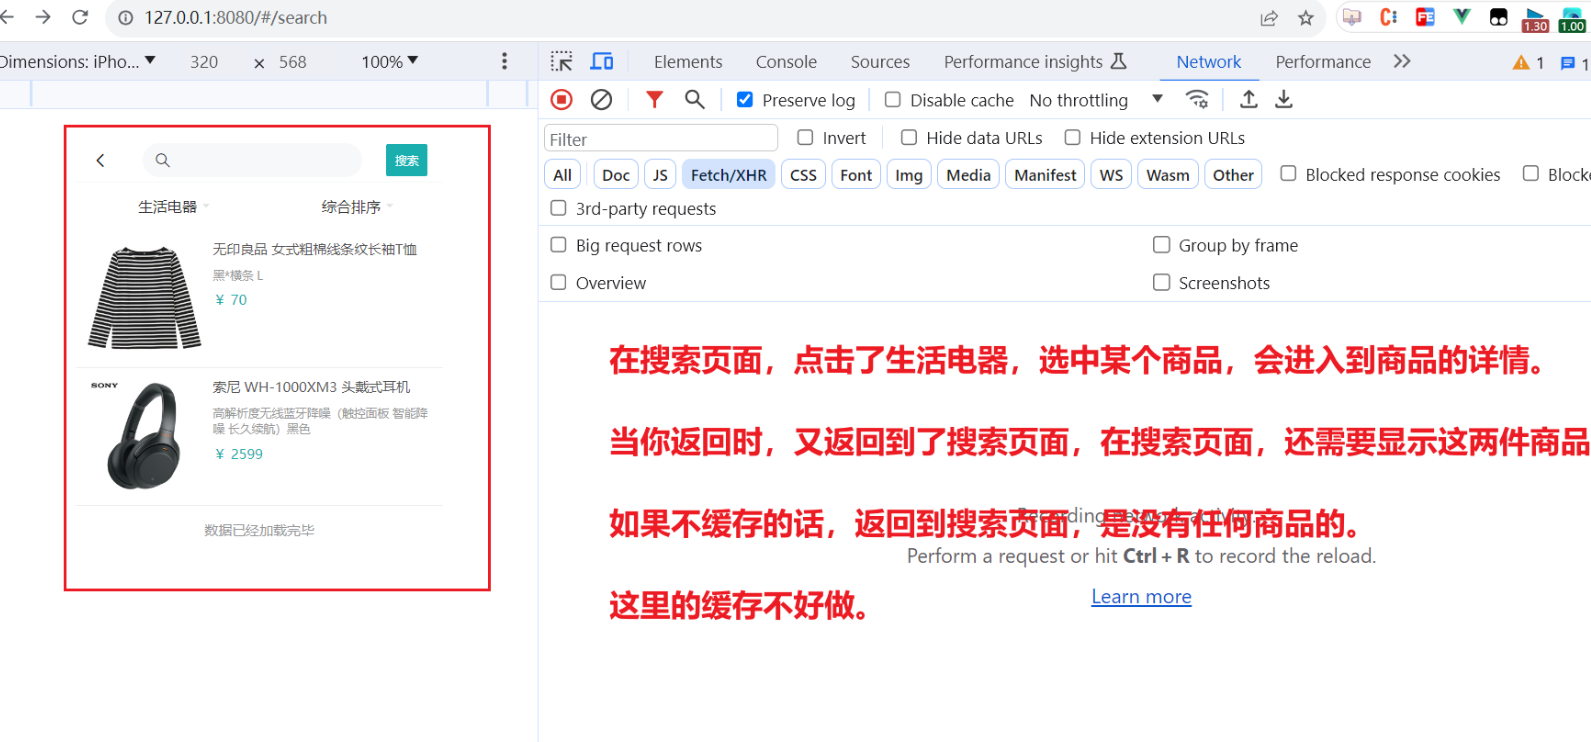 127.0.0.1:8080/#/search
1.30
1.00
Dimensions: iPho... 320 × 568 100%
Elements Console Sources Performance insights Network Performance 1 1
Preserve log Disable cache No throttling
Filter Invert Hide data URLs Hide extension URLs
All Doc JS Fetch/XHR CSS Font Img Media Manifest WS Wasm Other Blocked response cookies Blocke
3rd-party requests
Big request rows Group by frame
Overview Screenshots
搜索
生活电器 综合排序
无印良品 女式粗棉线条纹长袖T恤
黑*横条 L
¥ 70
SONY
索尼 WH-1000XM3 头戴式耳机
高解析度无线蓝牙降噪（触控面板 智能降
噪 长久续航）黑色
¥ 2599
数据已经加载完毕
在搜索页面，点击了生活电器，选中某个商品，会进入到商品的详情。
当你返回时，又返回到了搜索页面，在搜索页面，还需要显示这两件商品
如果不缓存的话，返回到搜索页面，是没有任何商品的。
Recording network activity...
Perform a request or hit Ctrl + R to record the reload.
Learn more
这里的缓存不好做。